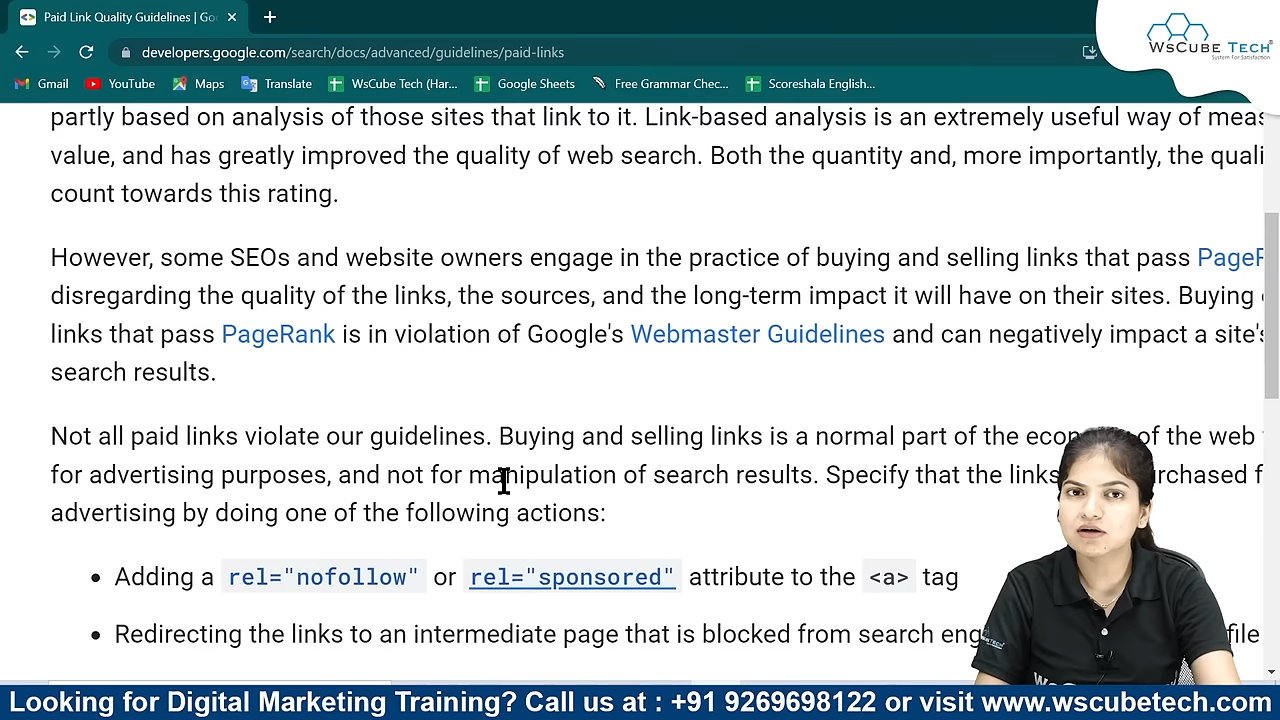 Paid Link Quality Guidelines | Go
WSCUBE TECH
System For Satisfaction
developers.google.com/search/docs/advanced/guidelines/paid-links
Gmail YouTube Maps Translate WsCube Tech (Har... Google Sheets Free Grammar Chec... Scoreshala English...
partly based on analysis of those sites that link to it. Link-based analysis is an extremely useful way of meas
value, and has greatly improved the quality of web search. Both the quantity and, more importantly, the quali
count towards this rating.
However, some SEOs and website owners engage in the practice of buying and selling links that pass PageR
disregarding the quality of the links, the sources, and the long-term impact it will have on their sites. Buying
links that pass PageRank is in violation of Google's Webmaster Guidelines and can negatively impact a site's
search results.
Not all paid links violate our guidelines. Buying and selling links is a normal part of the econ of the web
for advertising purposes, and not for manipulation of search results. Specify that the links rchased f
advertising by doing one of the following actions:
• Adding a rel="nofollow" or rel="sponsored" attribute to the <a> tag
• Redirecting the links to an intermediate page that is blocked from search eng file
WsCube Tech
Looking for Digital Marketing Training? Call us at : +91 9269698122 or visit www.wscubetech.com